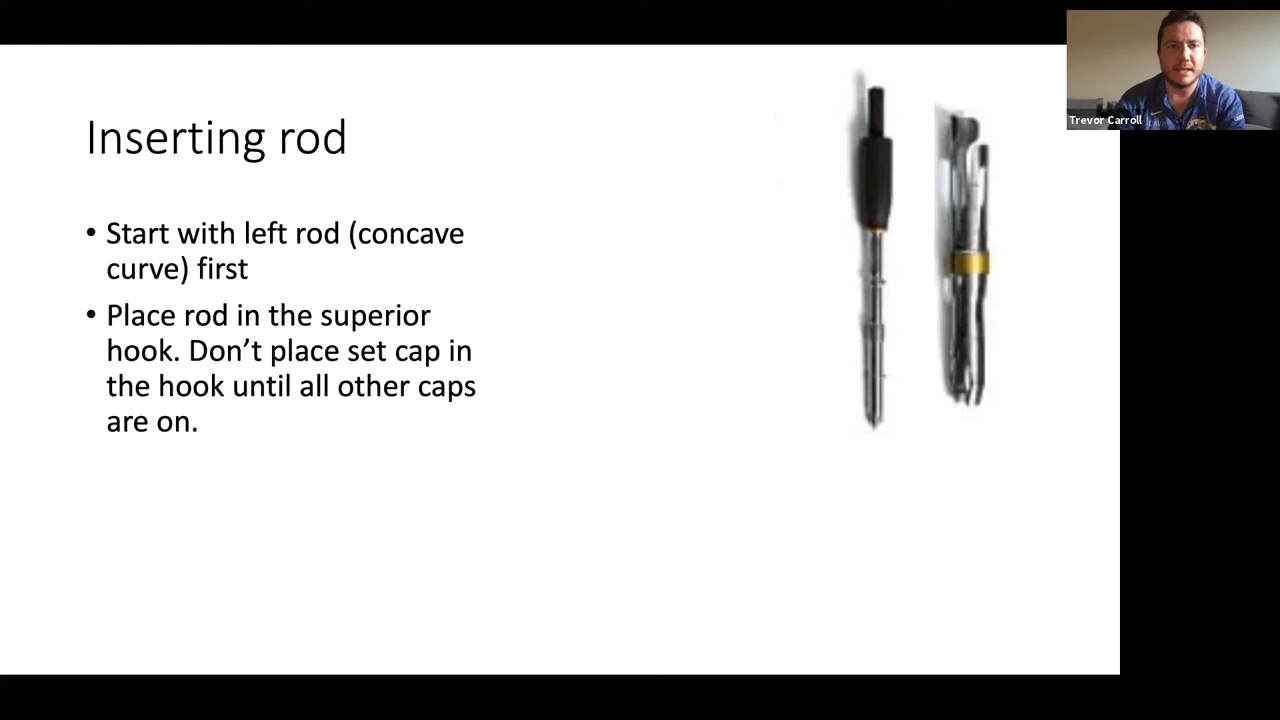 Inserting rod
• Start with left rod (concave
curve) first
• Place rod in the superior
hook. Don’t place set cap in
the hook until all other caps
are on.
Trevor Carroll